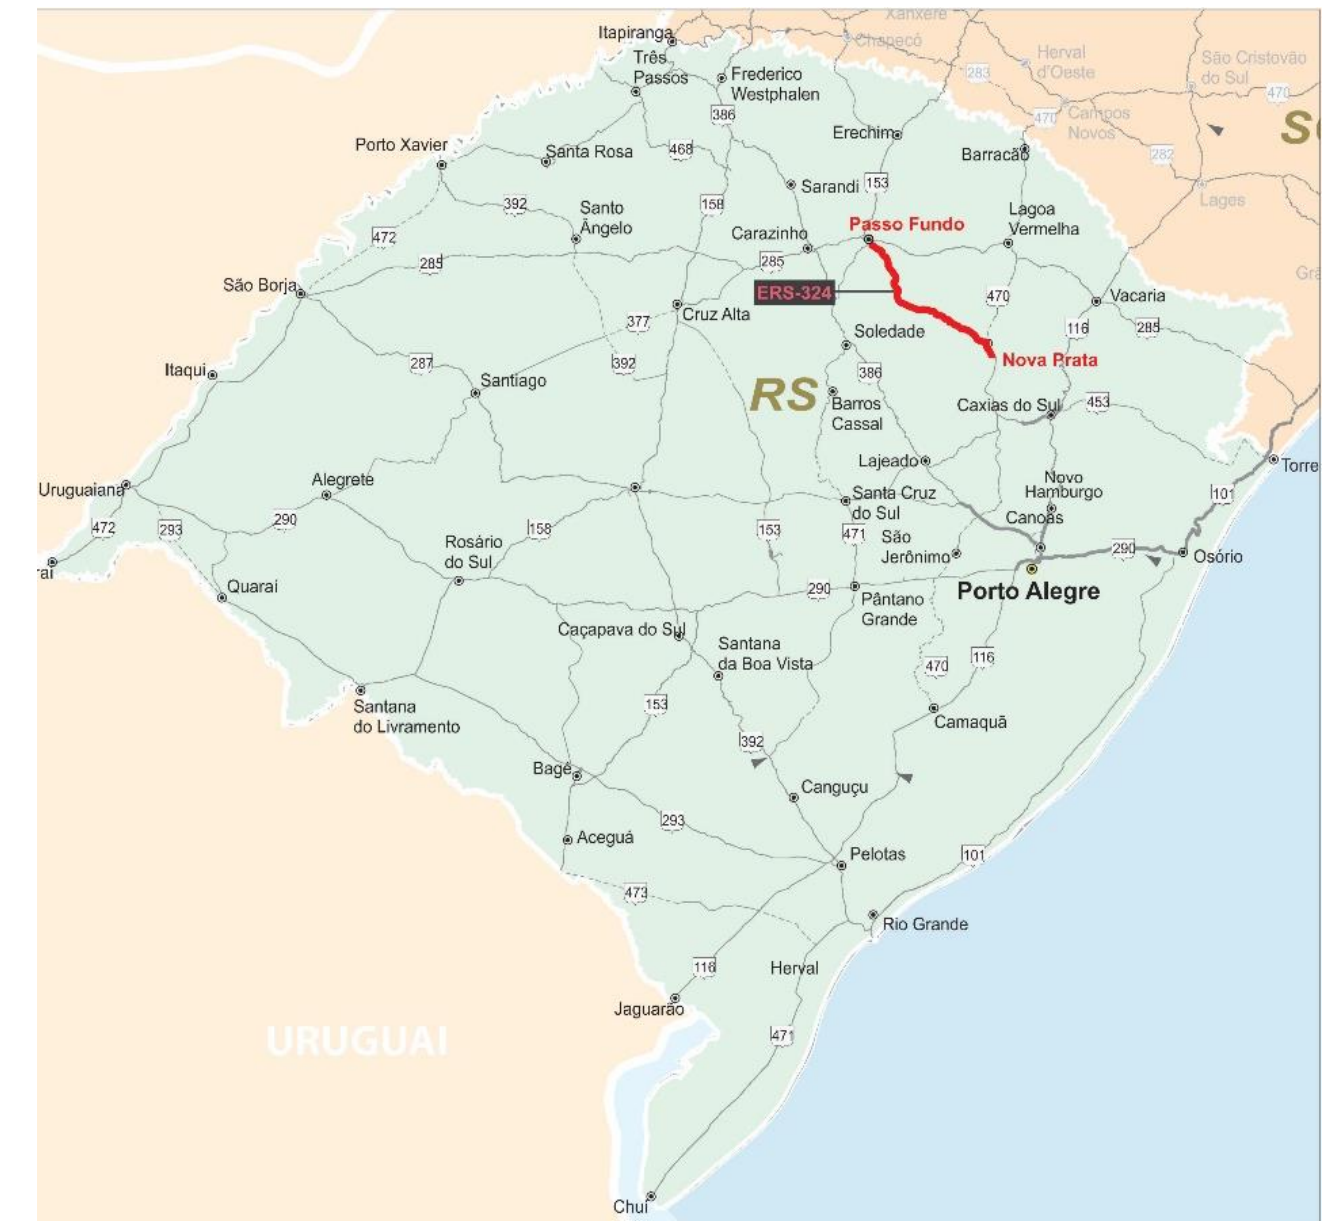 Xanxerê
Itapiranga
Chapecó
Três
Passos
Frederico
Westphalen
Herval
d'Oeste
São Cristovão
do Sul
283
470
386
470
Campos
Novos
Erechim
Porto Xavier
Santa Rosa
468
Barracão
282
Sarandi
153
Lages
392
158
Santo
Ângelo
Lagoa
Vermelha
Passo Fundo
472
Carazinho
285
285
São Borja
ERS-324
470
Vacaria
Cruz Alta
377
116
285
Soledade
287
392
Nova Prata
Itaqui
386
Santiago
RS
Barros
Cassal
Caxias do Sul
453
Lajeado
Torre
Uruguaiana
Alegrete
Novo
Hamburgo
Santa Cruz
do Sul
101
472
293
290
158
153
471
Canoas
São
Jerônimo
290
Osório
Rosário
do Sul
raí
Quarai
290
Pântano
Grande
Porto Alegre
Caçapava do Sul
Santana
da Boa Vista
470
116
Santana
do Livramento
153
Camaquã
392
Bagé
Canguçu
293
Aceguá
Pelotas
101
473
Rio Grande
116
Herval
Jaguarão
URUGUAI
471
Chuí